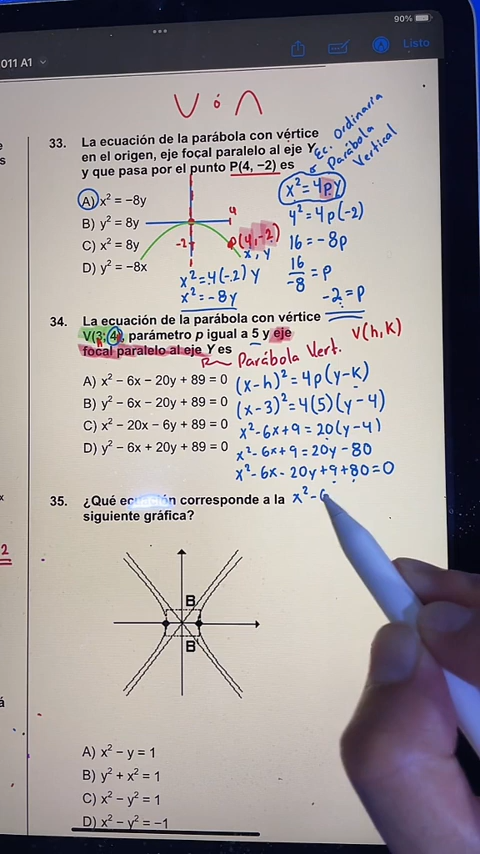 90%
Listo
011 A1
V ó Λ
33. La ecuación de la parábola con vértice
en el origen, eje focal paralelo al eje Y,
y que pasa por el punto P(4, −2) es
A) x² = −8y
B) y² = 8y
C) x² = 8y
D) y² = −8x
4
-2
P(4,-2)
x, y
x²=4(-2)y
x²=-8y
Ec. Ordinaria
Parábola
Vertical
x²=4py
4²=4p(-2)
16=-8p
16
-8
=p
-2=p
34. La ecuación de la parábola con vértice
V(3; 4), parámetro p igual a 5 y eje
focal paralelo al eje Y es
h
V(h,K)
Parábola Vert.
A) x² − 6x − 20y + 89 = 0
B) y² − 6x − 20y + 89 = 0
C) x² − 20x − 6y + 89 = 0
D) y² − 6x + 20y + 89 = 0
(x-h)²=4p(y-K)
(x-3)²=4(5)(y-4)
x²-6x+9=20(y-4)
x²-6x+9=20y-80
x²-6x-20y+9+80=0
x²-6
35. ¿Qué ecuación corresponde a la
siguiente gráfica?
B
B
A) x² − y = 1
B) y² + x² = 1
C) x² − y² = 1
D) x² − y² = −1
2